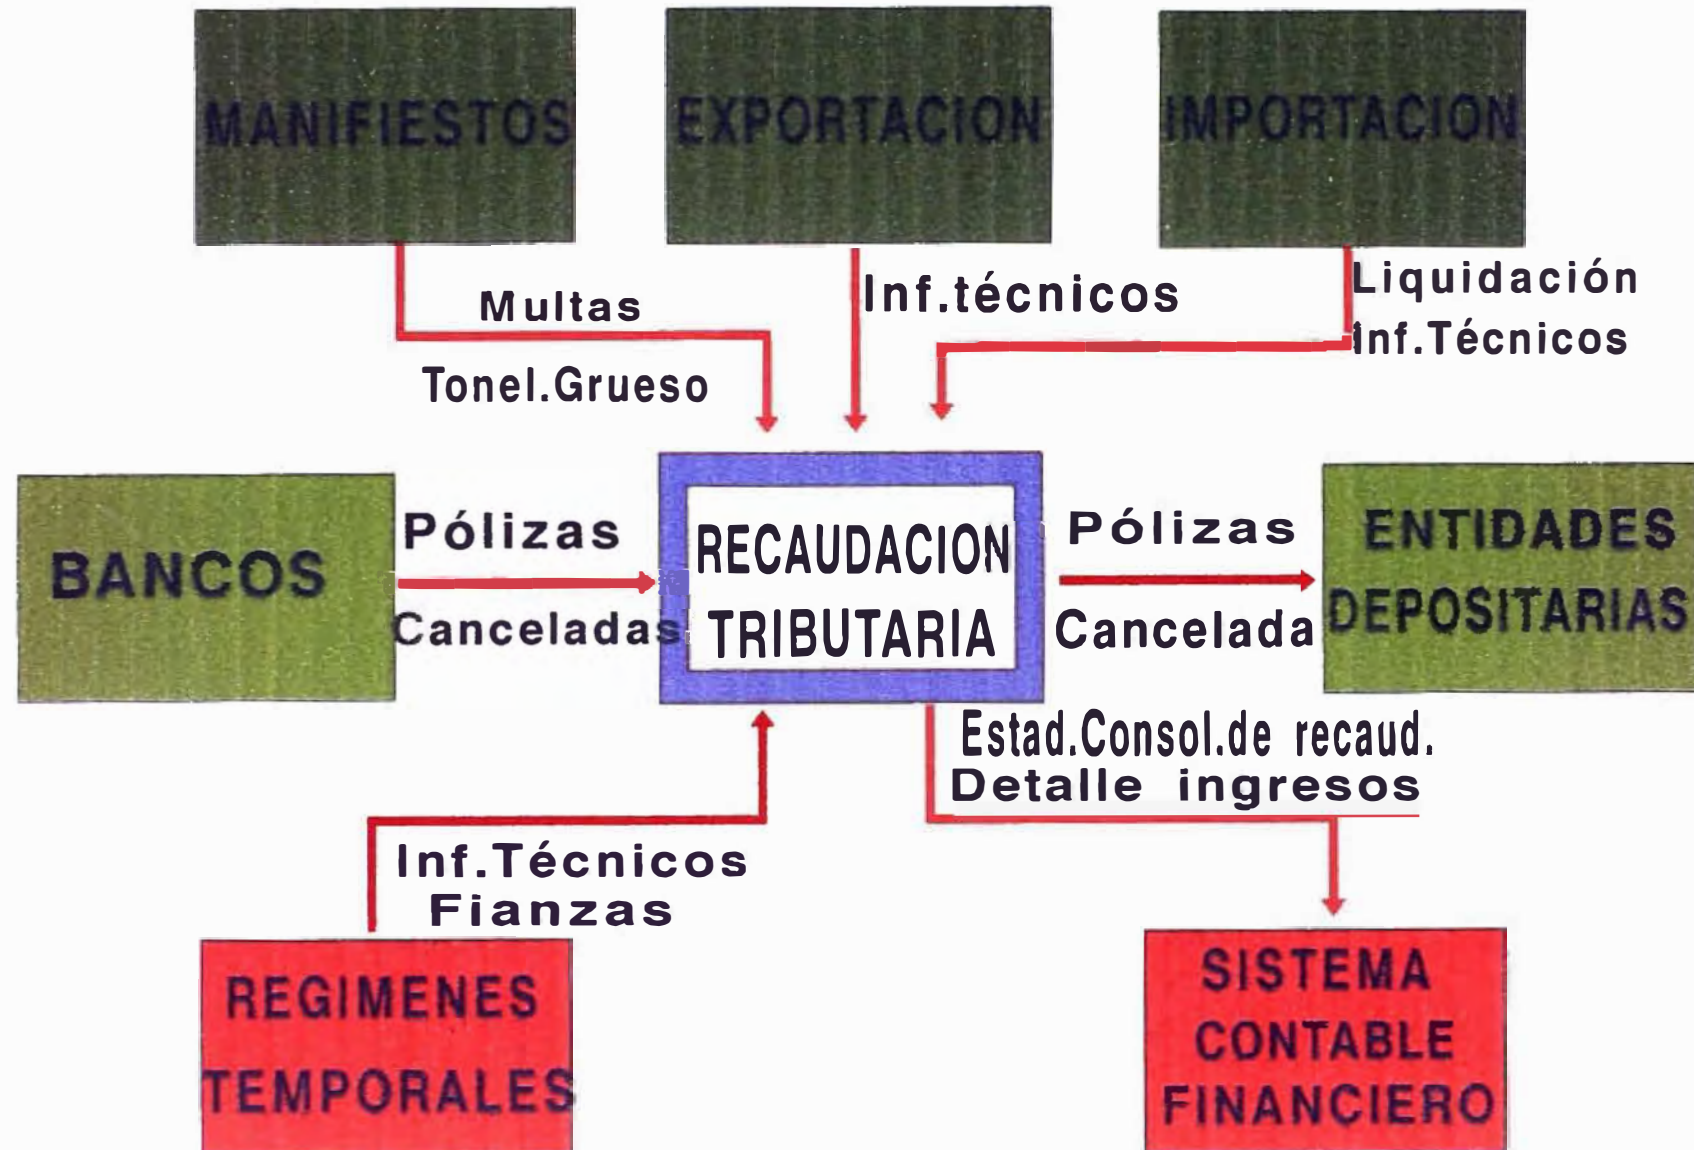 MANIFIESTOS
EXPORTACION
IMPORTACION
Multas
Tonel.Grueso
Inf.técnicos
Liquidación
Inf.Técnicos
BANCOS
Pólizas
Canceladas
RECAUDACION
TRIBUTARIA
Pólizas
Cancelada
ENTIDADES
DEPOSITARIAS
Estad.Consol.de recaud.
Detalle ingresos
Inf.Técnicos
Fianzas
REGIMENES
TEMPORALES
SISTEMA
CONTABLE
FINANCIERO